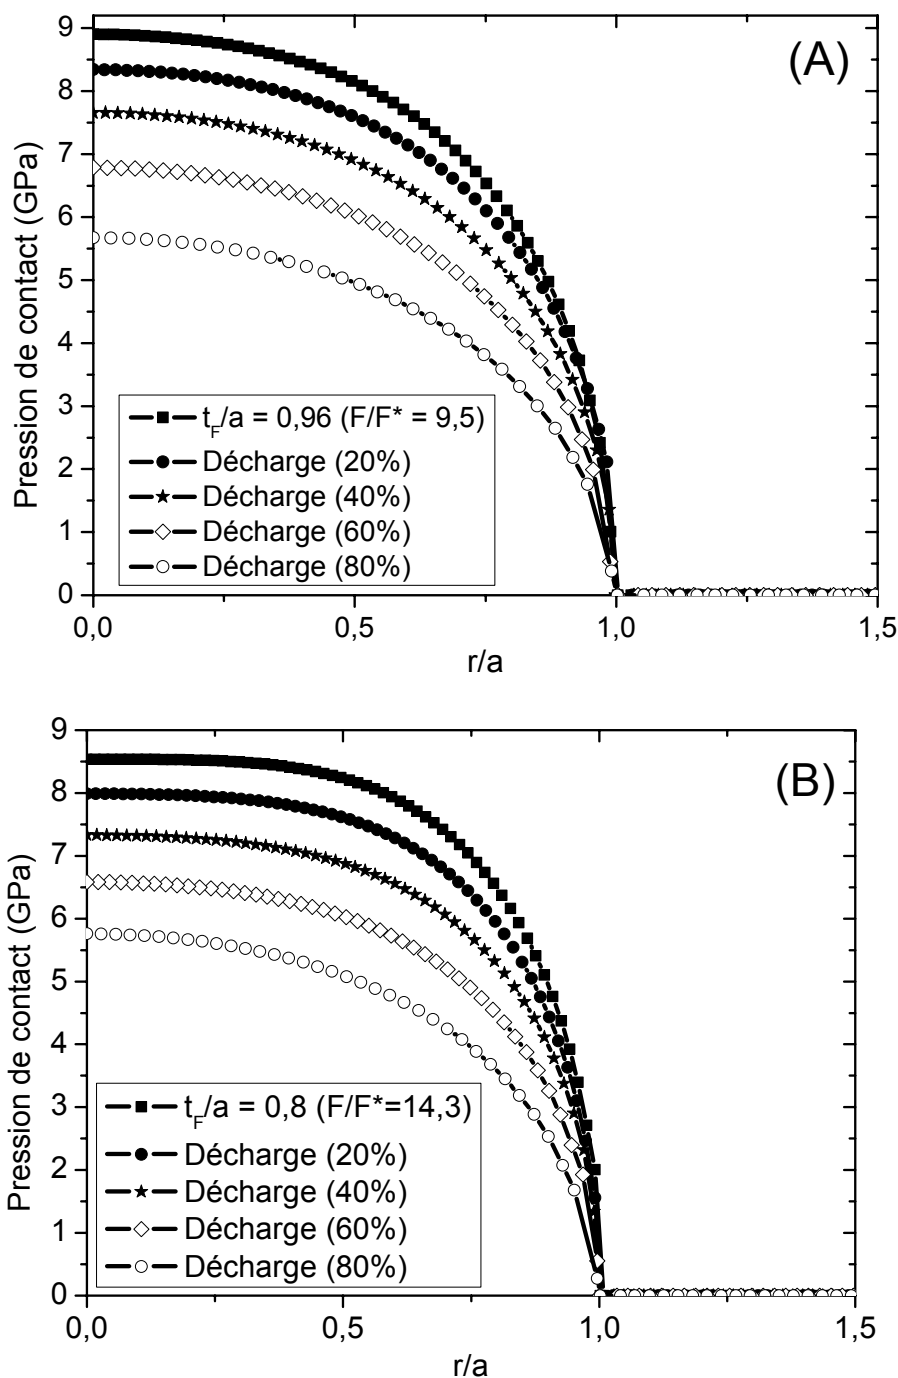 (A)
Pression de contact (GPa)
9
8
7
6
5
4
3
2
1
0
t_F/a = 0,96 (F/F* = 9,5)
Décharge (20%)
Décharge (40%)
Décharge (60%)
Décharge (80%)
0,0 0,5 1,0 1,5
r/a
(B)
Pression de contact (GPa)
9
8
7
6
5
4
3
2
1
0
t_F/a = 0,8 (F/F*=14,3)
Décharge (20%)
Décharge (40%)
Décharge (60%)
Décharge (80%)
0,0 0,5 1,0 1,5
r/a